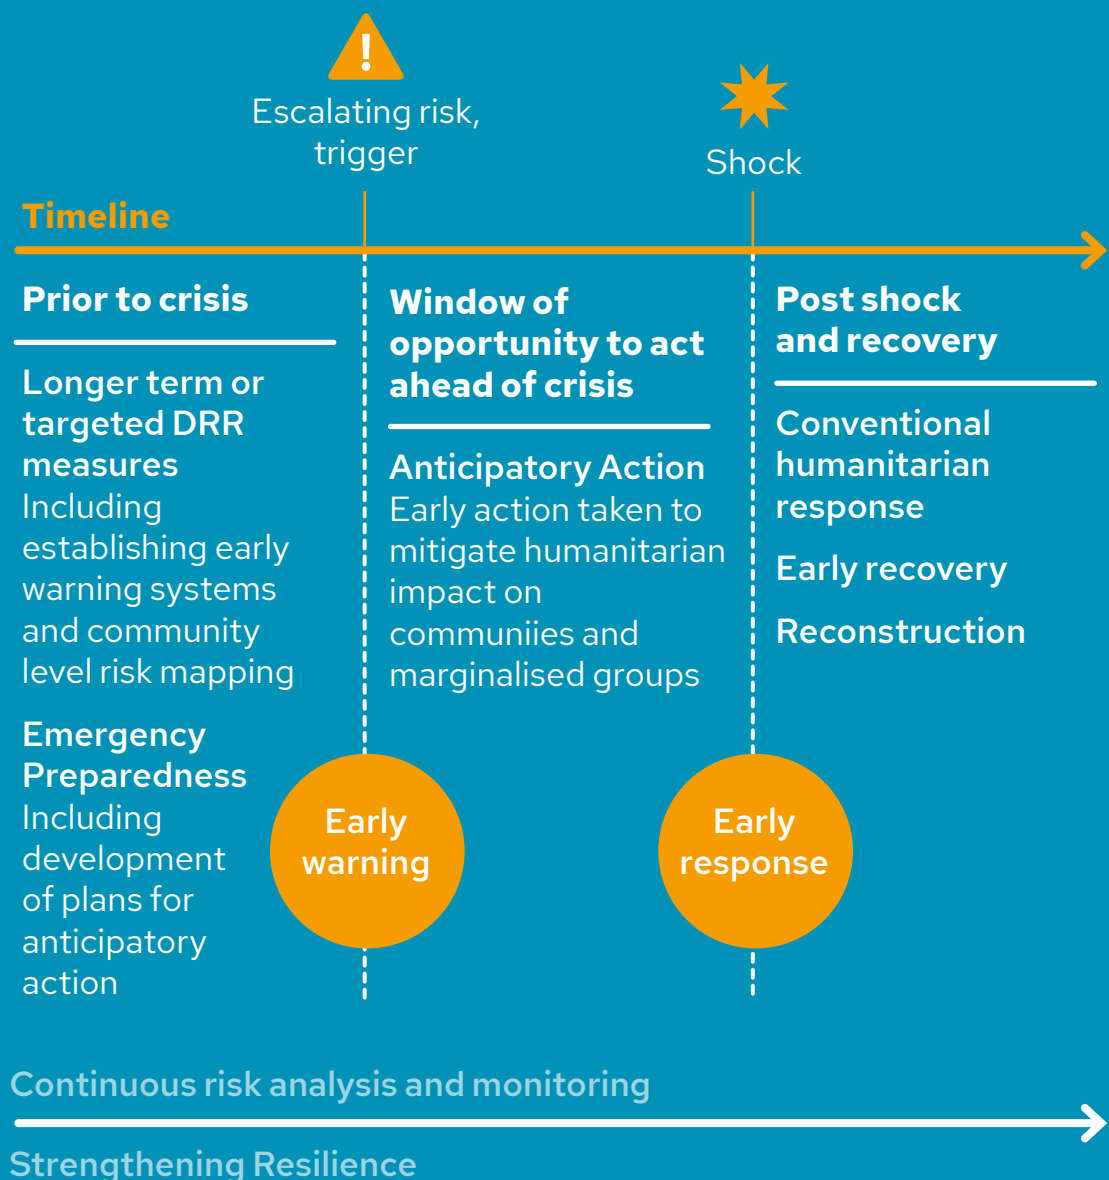 !
Escalating risk,
trigger
Shock
Timeline
Prior to crisis
Longer term or
targeted DRR
measures
Including
establishing early
warning systems
and community
level risk mapping
Emergency
Preparedness
Including
development
of plans for
anticipatory
action
Window of
opportunity to act
ahead of crisis
Anticipatory Action
Early action taken to
mitigate humanitarian
impact on
communiies and
marginalised groups
Post shock
and recovery
Conventional
humanitarian
response
Early recovery
Reconstruction
Early
warning
Early
response
Continuous risk analysis and monitoring
Strengthening Resilience